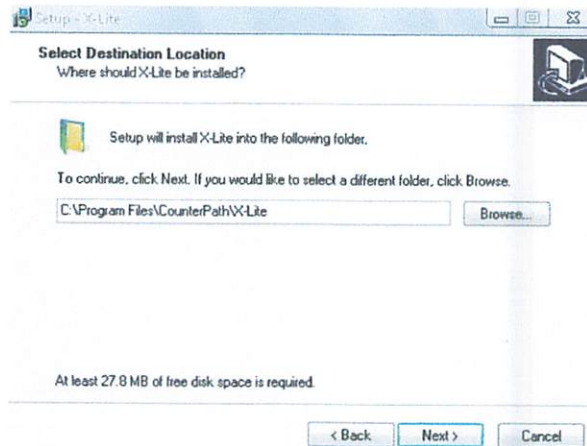 Setup - X-Lite
Select Destination Location
Where should X-Lite be installed?
Setup will install X-Lite into the following folder.
To continue, click Next. If you would like to select a different folder, click Browse.
C:\Program Files\CounterPath\X-Lite
Browse...
At least 27.8 MB of free disk space is required.
< Back
Next >
Cancel